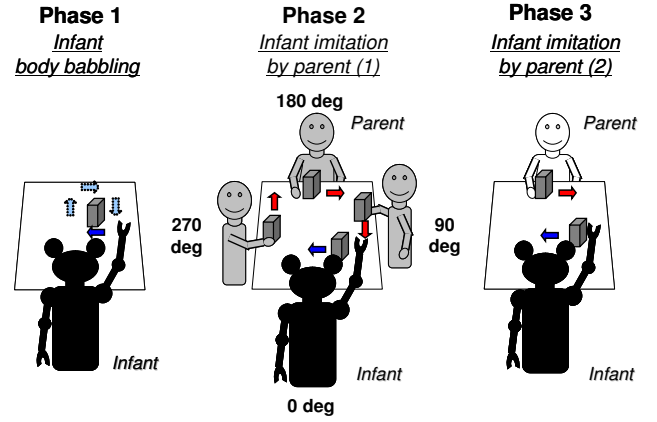 Phase 1
Infant
body babbling
Infant
Phase 2
Infant imitation
by parent (1)
180 deg
Parent
270
deg
90
deg
Infant
0 deg
Phase 3
Infant imitation
by parent (2)
Parent
Infant